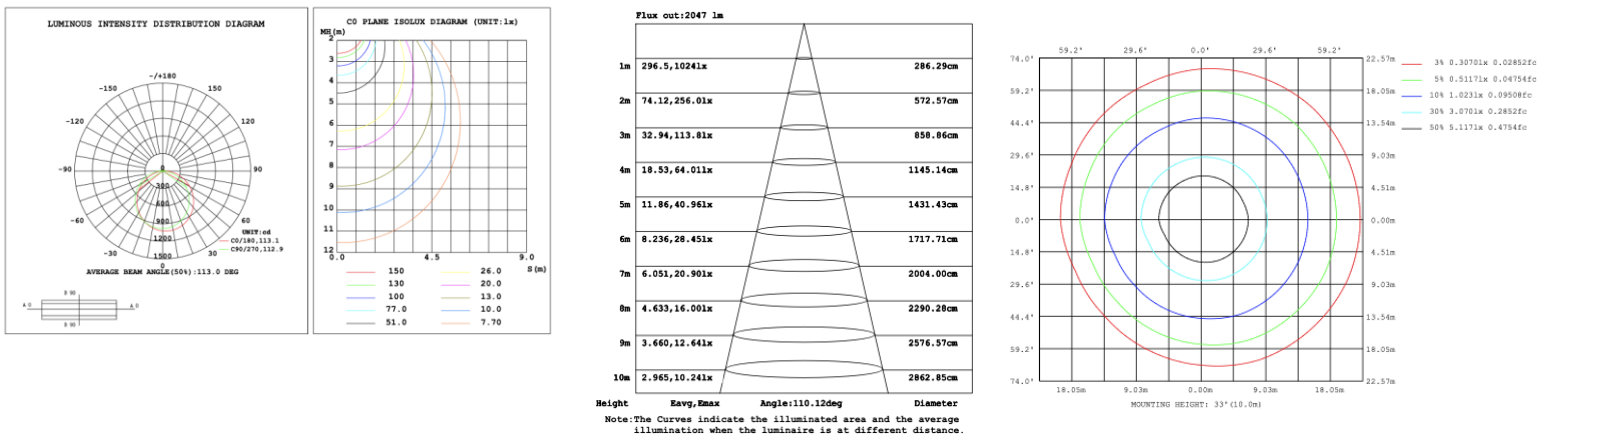 LUMINOUS INTENSITY DISTRIBUTION DIAGRAM
-/+180
-150
150
-120
120
-90
90
0
300
600
900
1200
1500
-60
60
-30
30
0
UNIT:cd
C0/180,113.1
C90/270,112.9
AVERAGE BEAM ANGLE(50%):113.0 DEG
C0 PLANE ISOLUX DIAGRAM (UNIT:lx)
MH(m)
2
3
4
5
6
7
8
9
10
11
12
0.0
4.5
9.0
S(m)
150
26.0
130
20.0
100
13.0
77.0
10.0
51.0
7.70
Flux out:2047 lm
1m 296.5,1024lx 286.29cm
2m 74.12,256.0lx 572.57cm
3m 32.94,113.8lx 858.86cm
4m 18.53,64.01lx 1145.14cm
5m 11.86,40.96lx 1431.43cm
6m 8.236,28.45lx 1717.71cm
7m 6.051,20.90lx 2004.00cm
8m 4.633,16.00lx 2290.28cm
9m 3.660,12.64lx 2576.57cm
10m 2.965,10.24lx 2862.85cm
Height Eavg,Emax Angle:110.12deg Diameter
Note:The Curves indicate the illuminated area and the average
illumination when the luminaire is at different distance.
59.2° 29.6° 0.0° 29.6° 59.2°
74.0° 22.57m
59.2° 18.05m
44.4° 13.54m
29.6° 9.03m
14.8° 4.51m
0.0° 0.00m
14.8° 4.51m
29.6° 9.03m
44.4° 13.54m
59.2° 18.05m
74.0° 22.57m
18.05m 9.03m 0.00m 9.03m 18.05m
MOUNTING HEIGHT: 33"(10.0m)
3% 0.3070lx 0.02852fc
5% 0.5117lx 0.04754fc
10% 1.023lx 0.09508fc
30% 3.070lx 0.2852fc
50% 5.117lx 0.4754fc